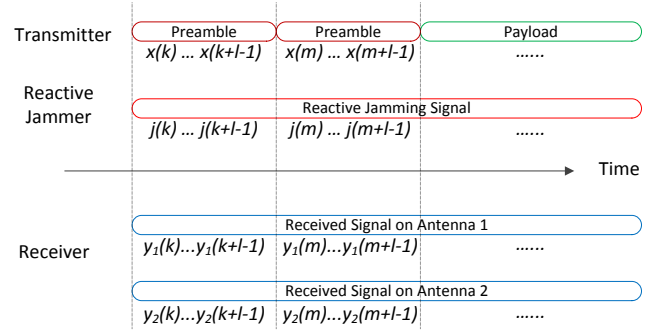 Transmitter Preamble Preamble Payload
x(k) ... x(k+l-1) x(m) ... x(m+l-1) ......
Reactive
Jammer
Reactive Jamming Signal
j(k) ... j(k+l-1) j(m) ... j(m+l-1) ......
Time
Received Signal on Antenna 1
Receiver
y₁(k)...y₁(k+l-1) y₁(m)...y₁(m+l-1) ......
Received Signal on Antenna 2
y₂(k)...y₂(k+l-1) y₂(m)...y₂(m+l-1) ......